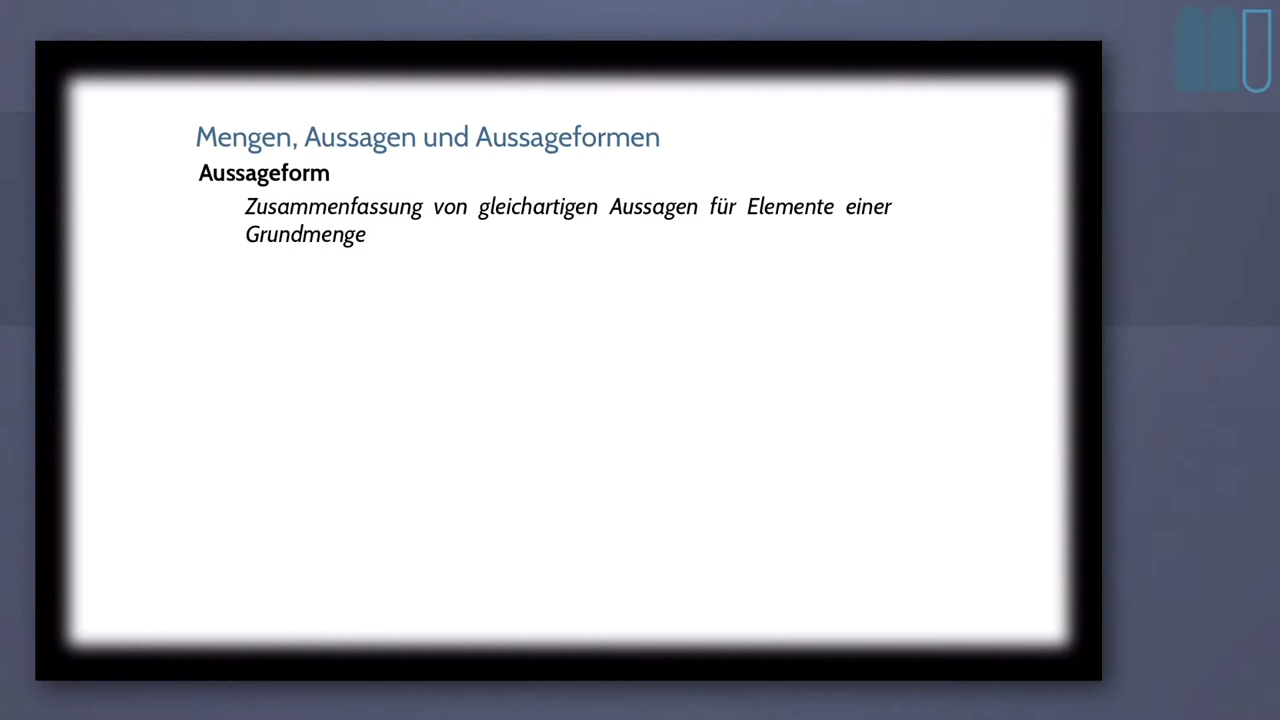 Mengen, Aussagen und Aussageformen
Aussageform
Zusammenfassung von gleichartigen Aussagen für Elemente einer
Grundmenge